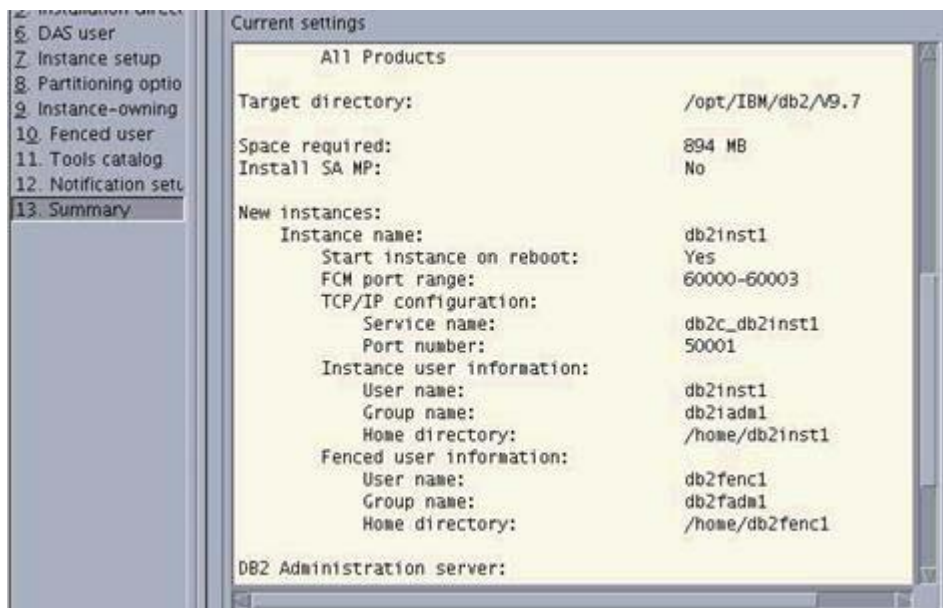 6. DAS user
7. Instance setup
8. Partitioning optio
9. Instance-owning
10. Fenced user
11. Tools catalog
12. Notification setu
13. Summary
Current settings
All Products
Target directory: /opt/IBM/db2/V9.7
Space required: 894 MB
Install SA MP: No
New instances:
Instance name: db2inst1
Start instance on reboot: Yes
FCM port range: 60000-60003
TCP/IP configuration:
Service name: db2c_db2inst1
Port number: 50001
Instance user information:
User name: db2inst1
Group name: db2iadm1
Home directory: /home/db2inst1
Fenced user information:
User name: db2fenc1
Group name: db2fadm1
Home directory: /home/db2fenc1
DB2 Administration server: